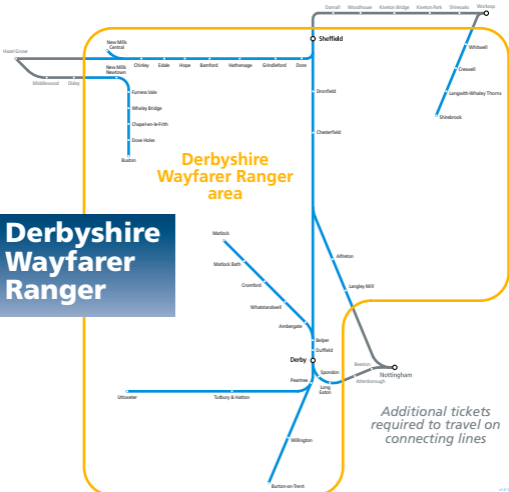 Darnall
Woodhouse
Kiveton Bridge
Kiveton Park
Shireoaks
Worksop
Sheffield
New Mills
Central
Hazel Grove
Whitwell
Chinley
Edale
Hope
Bamford
Hathersage
Grindleford
Dore
New Mills
Newtown
Creswell
Middlewood
Disley
Furness Vale
Dronfield
Langwith-Whaley Thorns
Whaley Bridge
Shirebrook
Chapel-en-le-Frith
Chesterfield
Dove Holes
Buxton
Derbyshire
Wayfarer Ranger
area
Derbyshire
Wayfarer
Ranger
Matlock
Matlock Bath
Alfreton
Cromford
Langley Mill
Whatstandwell
Ambergate
Belper
Duffield
Derby
Beeston
Spondon
Nottingham
Peartree
Attenborough
Long
Eaton
Uttoxeter
Tutbury & Hatton
Additional tickets
required to travel on
connecting lines
Willington
Burton-on-Trent